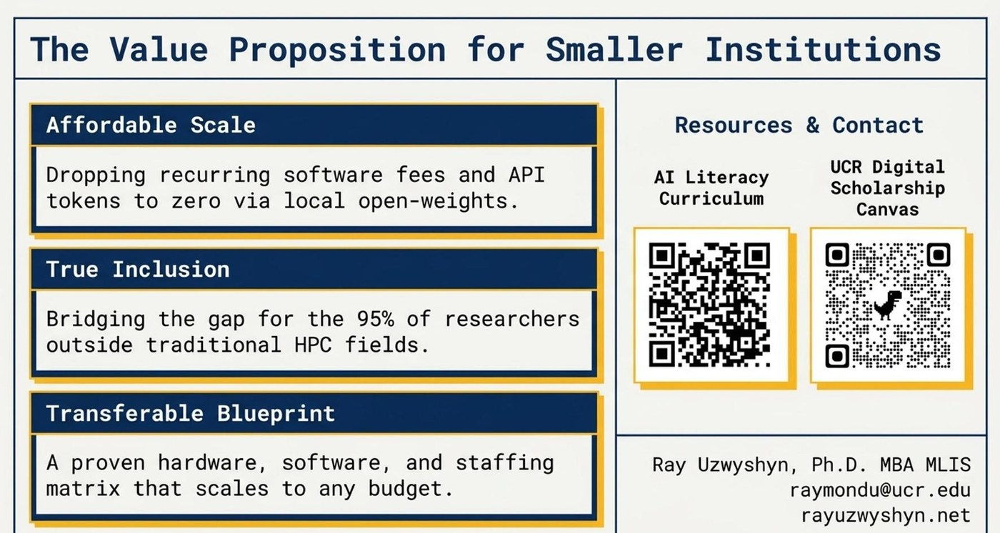 The Value Proposition for Smaller Institutions
Affordable Scale
Dropping recurring software fees and API
tokens to zero via local open-weights.
True Inclusion
Bridging the gap for the 95% of researchers
outside traditional HPC fields.
Transferable Blueprint
A proven hardware, software, and staffing
matrix that scales to any budget.
Resources & Contact
AI Literacy
Curriculum
UCR Digital
Scholarship
Canvas
Ray Uzwyshyn, Ph.D. MBA MLIS
raymondu@ucr.edu
rayuzwyshyn.net